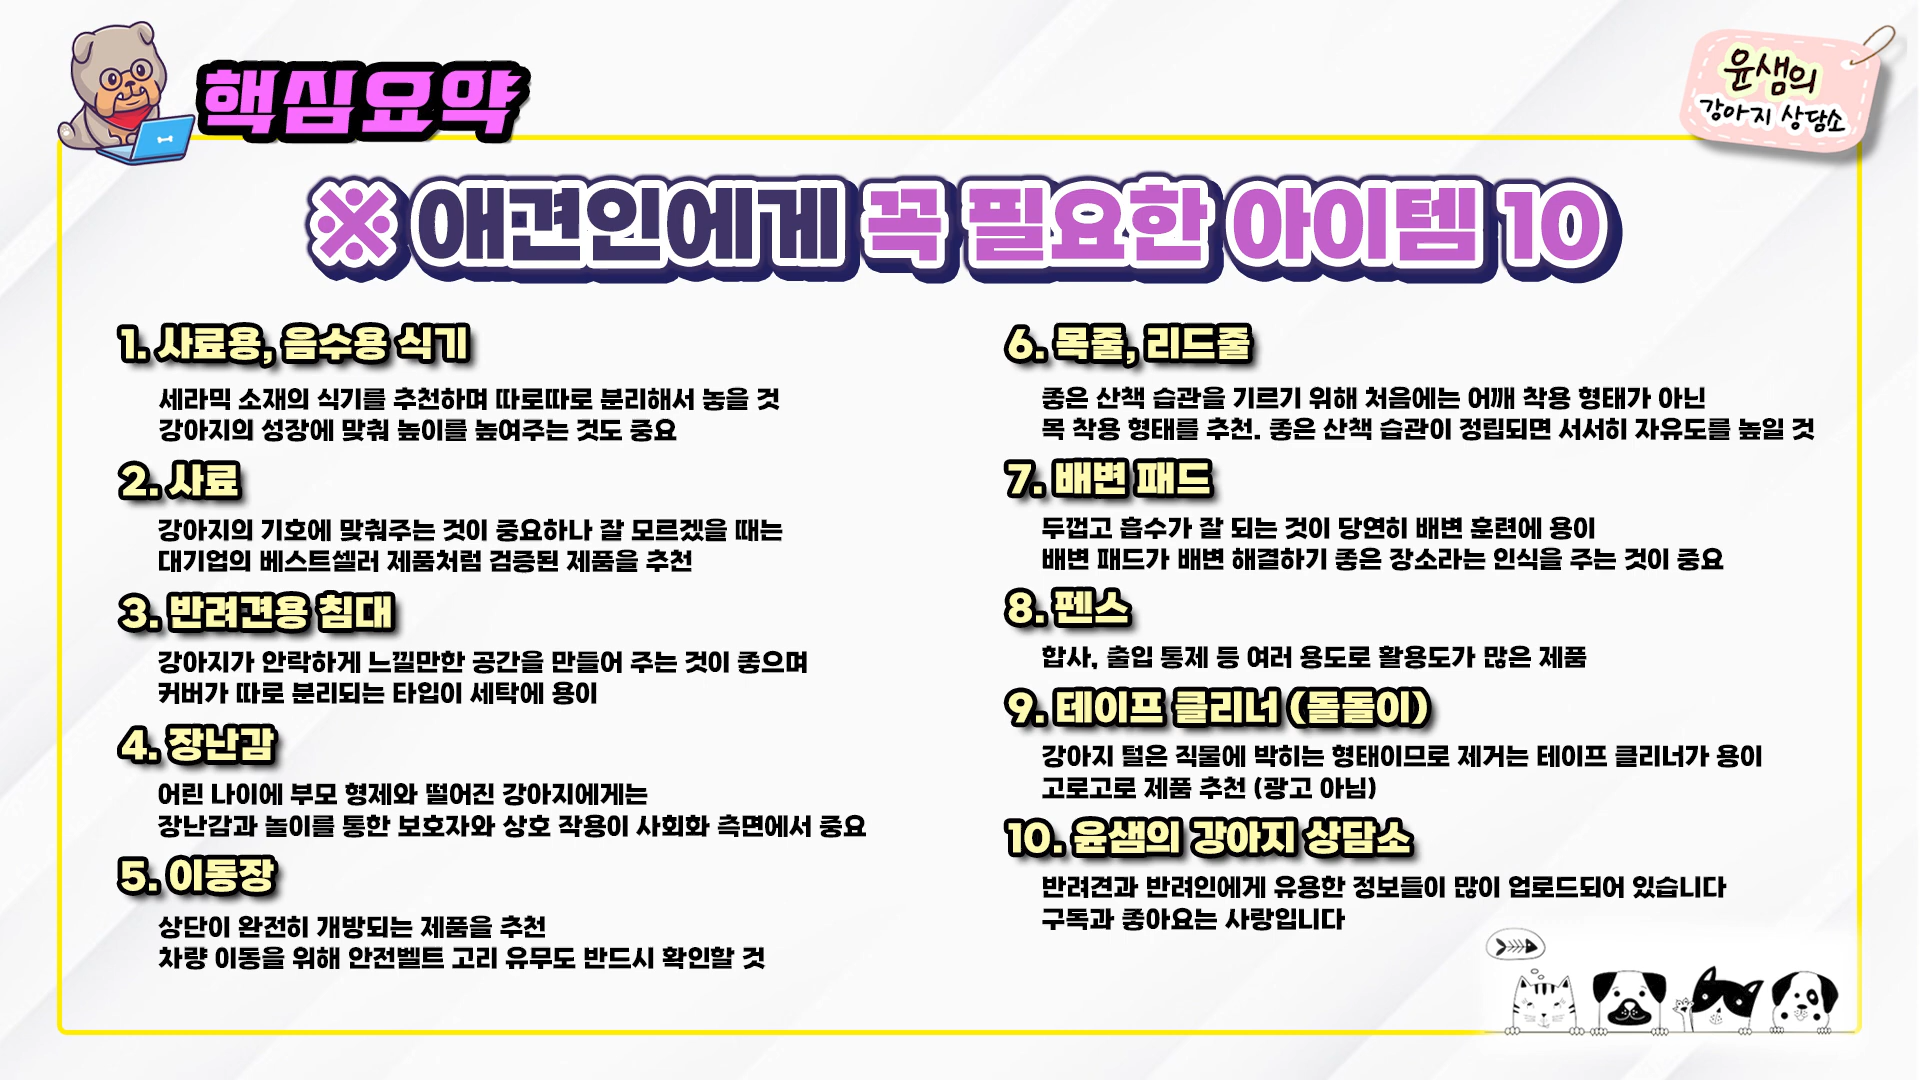 핵심요약
윤샘의
강아지 상담소
※ 애견인에게 꼭 필요한 아이템 10
1. 사료용, 음수용 식기
세라믹 소재의 식기를 추천하며 따로따로 분리해서 놓을 것
강아지의 성장에 맞춰 높이를 높여주는 것도 중요
2. 사료
강아지의 기호에 맞춰주는 것이 중요하나 잘 모르겠을 때는
대기업의 베스트셀러 제품처럼 검증된 제품을 추천
3. 반려견용 침대
강아지가 안락하게 느낄만한 공간을 만들어 주는 것이 좋으며
커버가 따로 분리되는 타입이 세탁에 용이
4. 장난감
어린 나이에 부모 형제와 떨어진 강아지에게는
장난감과 놀이를 통한 보호자와 상호 작용이 사회화 측면에서 중요
5. 이동장
상단이 완전히 개방되는 제품을 추천
차량 이동을 위해 안전벨트 고리 유무도 반드시 확인할 것
6. 목줄, 리드줄
좋은 산책 습관을 기르기 위해 처음에는 어깨 착용 형태가 아닌
목 착용 형태를 추천. 좋은 산책 습관이 정립되면 서서히 자유도를 높일 것
7. 배변 패드
두껍고 흡수가 잘 되는 것이 당연히 배변 훈련에 용이
배변 패드가 배변 해결하기 좋은 장소라는 인식을 주는 것이 중요
8. 펜스
합사, 출입 통제 등 여러 용도로 활용도가 많은 제품
9. 테이프 클리너 (돌돌이)
강아지 털은 직물에 박히는 형태이므로 제거는 테이프 클리너가 용이
고로고로 제품 추천 (광고 아님)
10. 윤샘의 강아지 상담소
반려견과 반려인에게 유용한 정보들이 많이 업로드되어 있습니다
구독과 좋아요는 사랑입니다